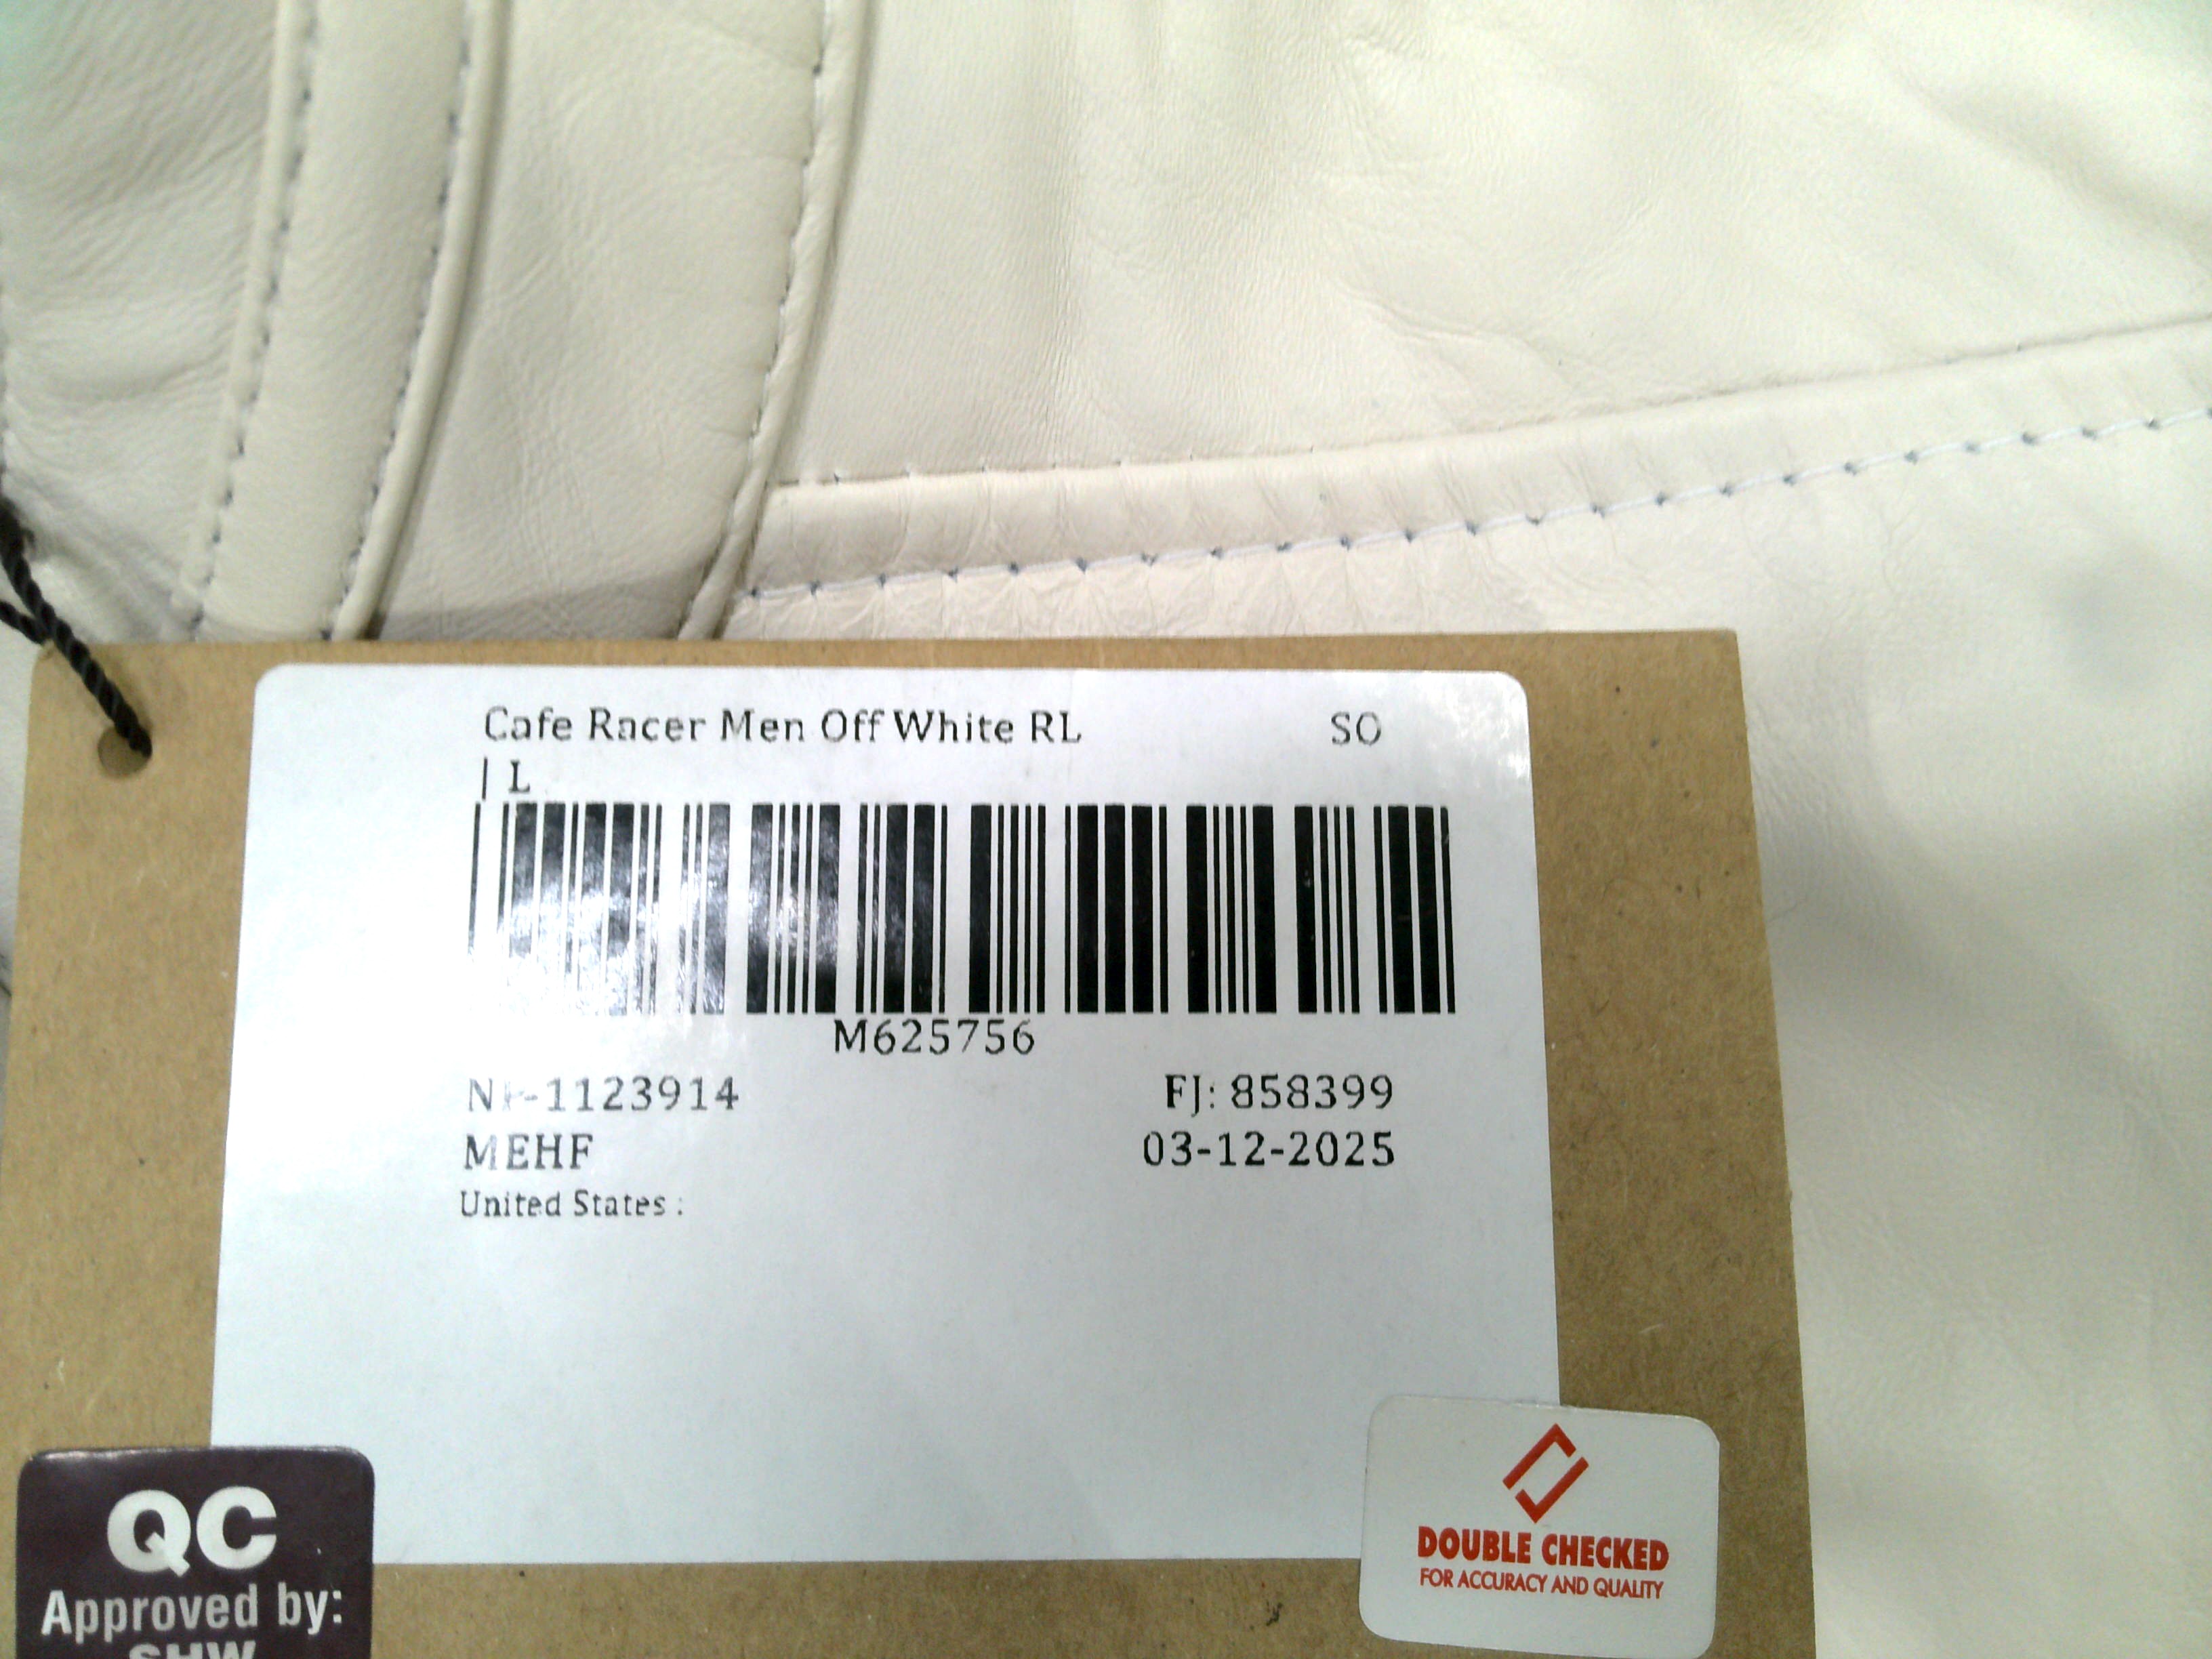 Cafe Racer Men Off White RL SO
| L
M625756
FJ: 858399
MEHF 03-12-2025
United States :
QC
Approved by:
SHW
DOUBLE CHECKED
FOR ACCURACY AND QUALITY